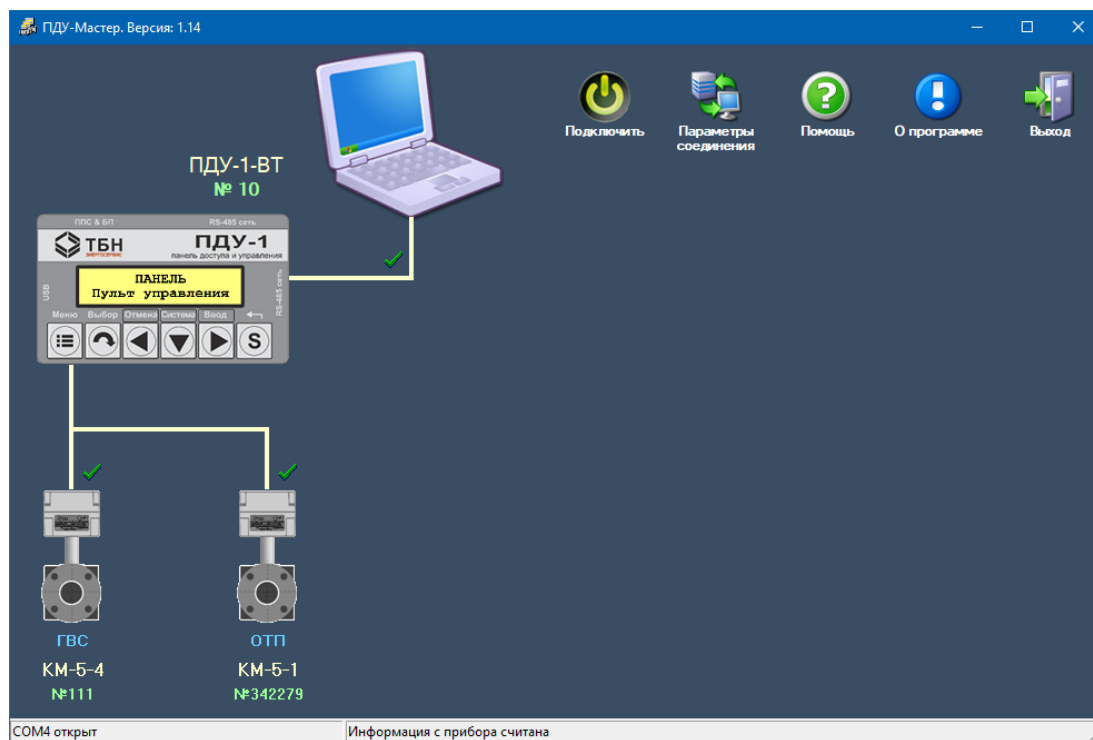 ПДУ-Мастер. Версия: 1.14
Подключить
Параметры
соединения
Помощь
О программе
Выход
ПДУ-1-ВТ
№ 10
ППС & БП
RS-485 сеть
ТБН
ЭНЕРГОСЕРВИС
ПДУ-1
панель доступа и управления
USB
ПАНЕЛЬ
Пульт управления
RS-485 сеть
Меню Выбор Отмена Система Ввод
S
ГВС
ОТП
КМ-5-4
КМ-5-1
№111
№342279
COM4 открыт
Информация с прибора считана